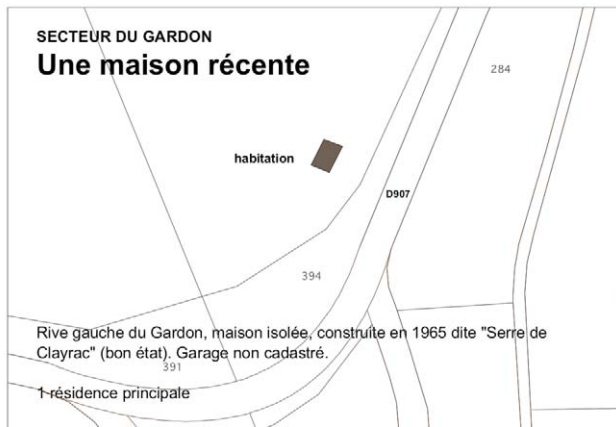 SECTEUR DU GARDON
Une maison récente
284
habitation
D907
394
Rive gauche du Gardon, maison isolée, construite en 1965 dite "Serre de
Clayrac" (bon état). Garage non cadastré.
391
1 résidence principale